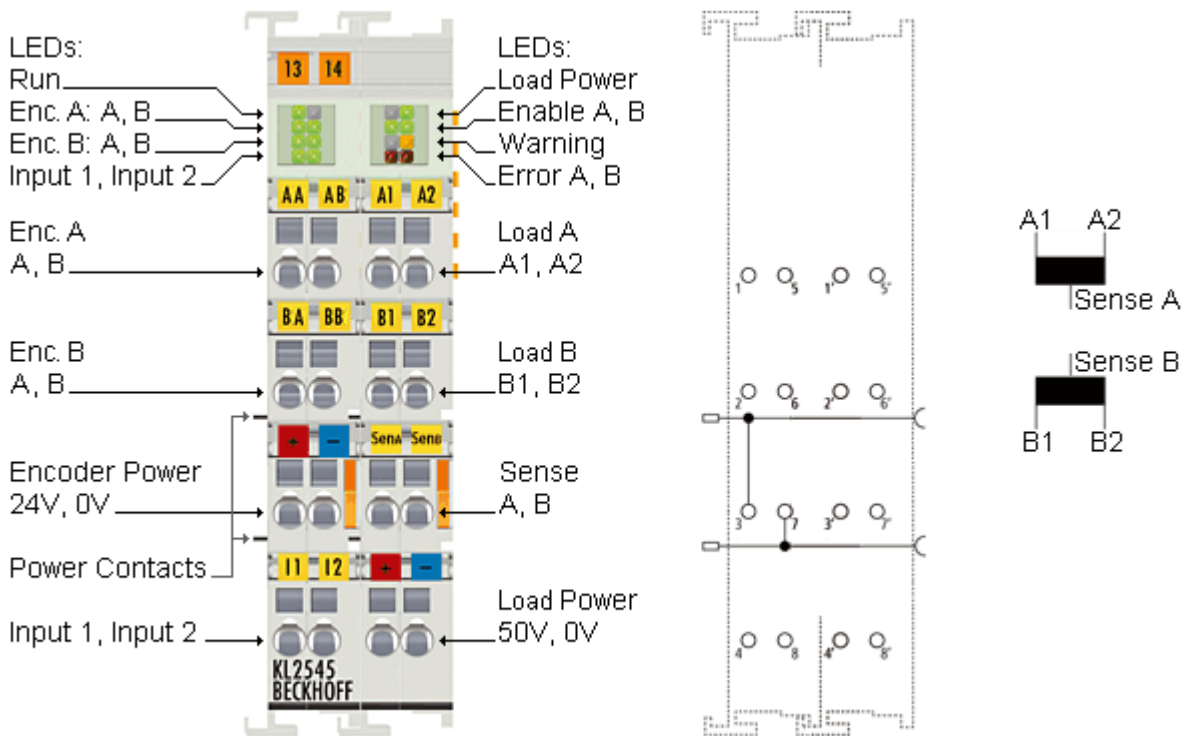 LEDs:
Run
Enc. A: A, B
Enc. B: A, B
Input 1, Input 2
Enc. A
A, B
Enc. B
A, B
Encoder Power
24V, 0V
Power Contacts
Input 1, Input 2
13 14
AA AB A1 A2
BA BB B1 B2
+ - SenA SenB
I1 I2 + -
KL2545
BECKHOFF
LEDs:
Load Power
Enable A, B
Warning
Error A, B
Load A
A1, A2
Load B
B1, B2
Sense
A, B
Load Power
50V, 0V
1 5 1' 5'
2 6 2' 6'
3 7 3' 7'
4 8 4' 8'
A1 A2
Sense A
Sense B
B1 B2